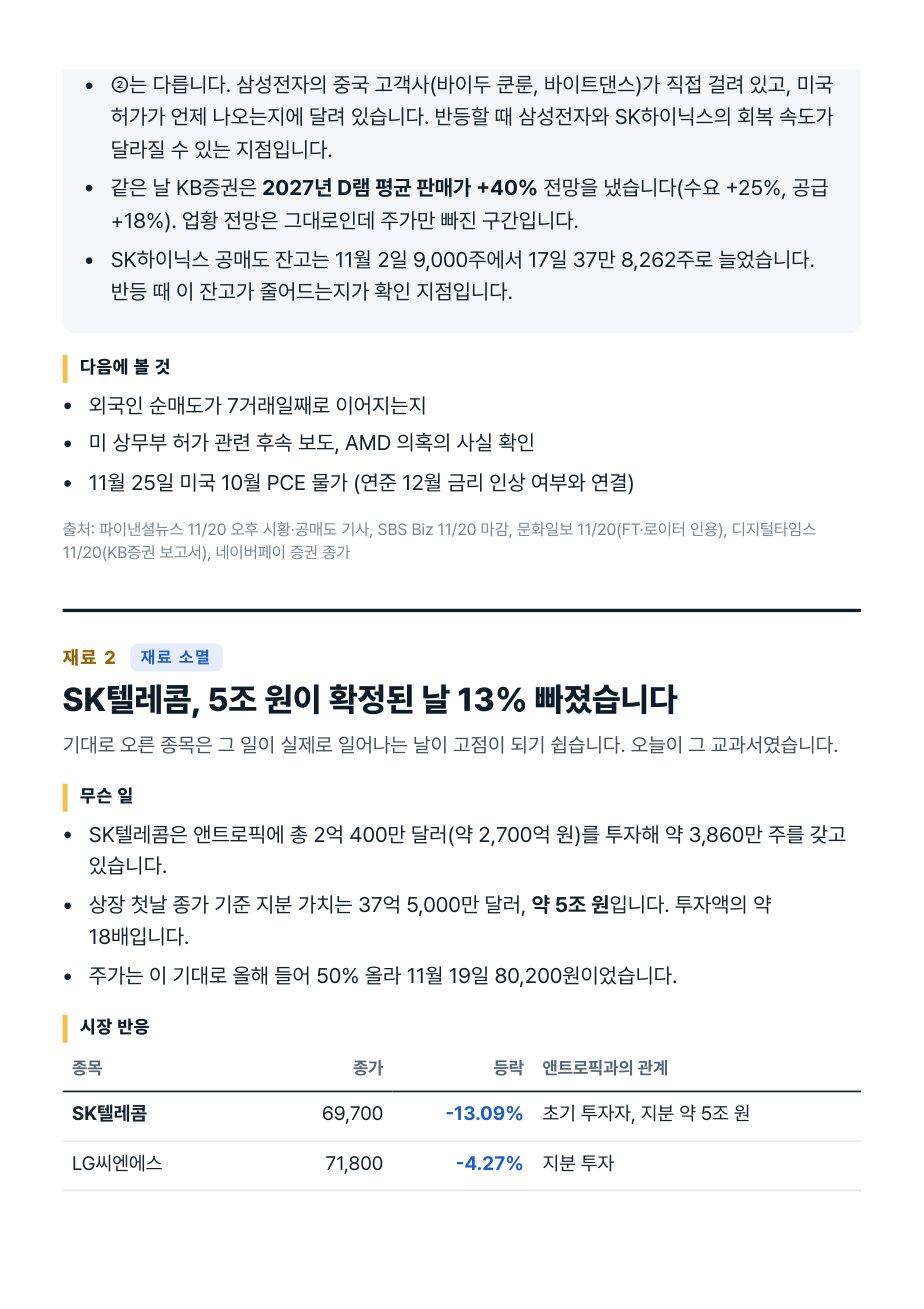 • ②는 다릅니다. 삼성전자의 중국 고객사(바이두 쿤룬, 바이트댄스)가 직접 걸려 있고, 미국
허가가 언제 나오는지에 달려 있습니다. 반등할 때 삼성전자와 SK하이닉스의 회복 속도가
달라질 수 있는 지점입니다.
• 같은 날 KB증권은 2027년 D램 평균 판매가 +40% 전망을 냈습니다(수요 +25%, 공급
+18%). 업황 전망은 그대로인데 주가만 빠진 구간입니다.
• SK하이닉스 공매도 잔고는 11월 2일 9,000주에서 17일 37만 8,262주로 늘었습니다.
반등 때 이 잔고가 줄어드는지가 확인 지점입니다.
다음에 볼 것
• 외국인 순매도가 7거래일째로 이어지는지
• 미 상무부 허가 관련 후속 보도, AMD 의혹의 사실 확인
• 11월 25일 미국 10월 PCE 물가 (연준 12월 금리 인상 여부와 연결)
출처: 파이낸셜뉴스 11/20 오후 시황·공매도 기사, SBS Biz 11/20 마감, 문화일보 11/20(FT·로이터 인용), 디지털타임스
11/20(KB증권 보고서), 네이버페이 증권 종가
재료 2 재료 소멸
SK텔레콤, 5조 원이 확정된 날 13% 빠졌습니다
기대로 오른 종목은 그 일이 실제로 일어나는 날이 고점이 되기 쉽습니다. 오늘이 그 교과서였습니다.
무슨 일
• SK텔레콤은 앤트로픽에 총 2억 400만 달러(약 2,700억 원)를 투자해 약 3,860만 주를 갖고
있습니다.
• 상장 첫날 종가 기준 지분 가치는 37억 5,000만 달러, 약 5조 원입니다. 투자액의 약
18배입니다.
• 주가는 이 기대로 올해 들어 50% 올라 11월 19일 80,200원이었습니다.
시장 반응
종목 종가 등락 앤트로픽과의 관계
SK텔레콤 69,700 -13.09% 초기 투자자, 지분 약 5조 원
LG씨엔에스 71,800 -4.27% 지분 투자